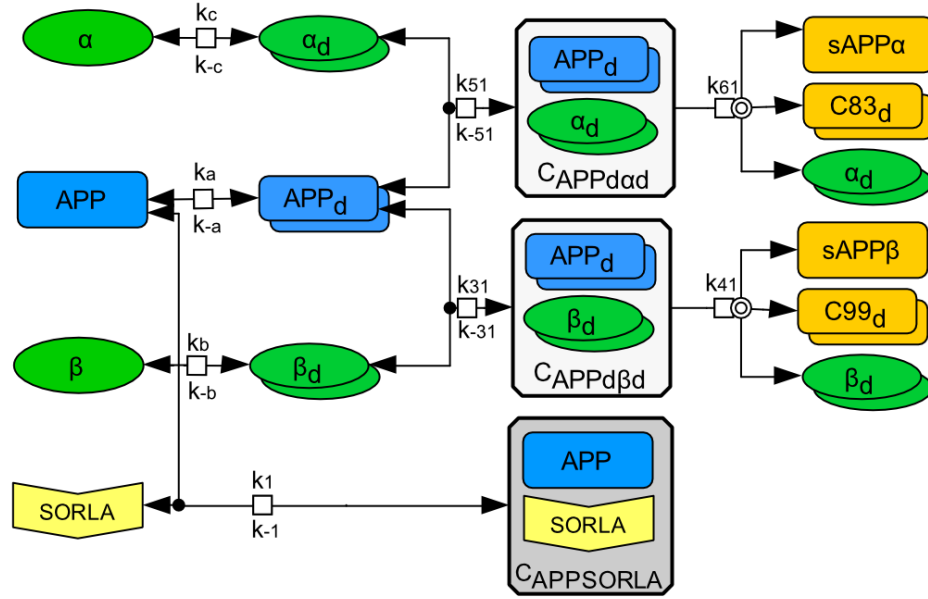 α
kc
k-c
αd
k51
k-51
APPd
αd
CAPPdαd
k61
sAPPα
C83d
αd
APP
ka
k-a
APPd
k31
k-31
APPd
βd
CAPPdβd
k41
sAPPβ
C99d
βd
β
kb
k-b
βd
SORLA
k1
k-1
APP
SORLA
CAPPSORLA